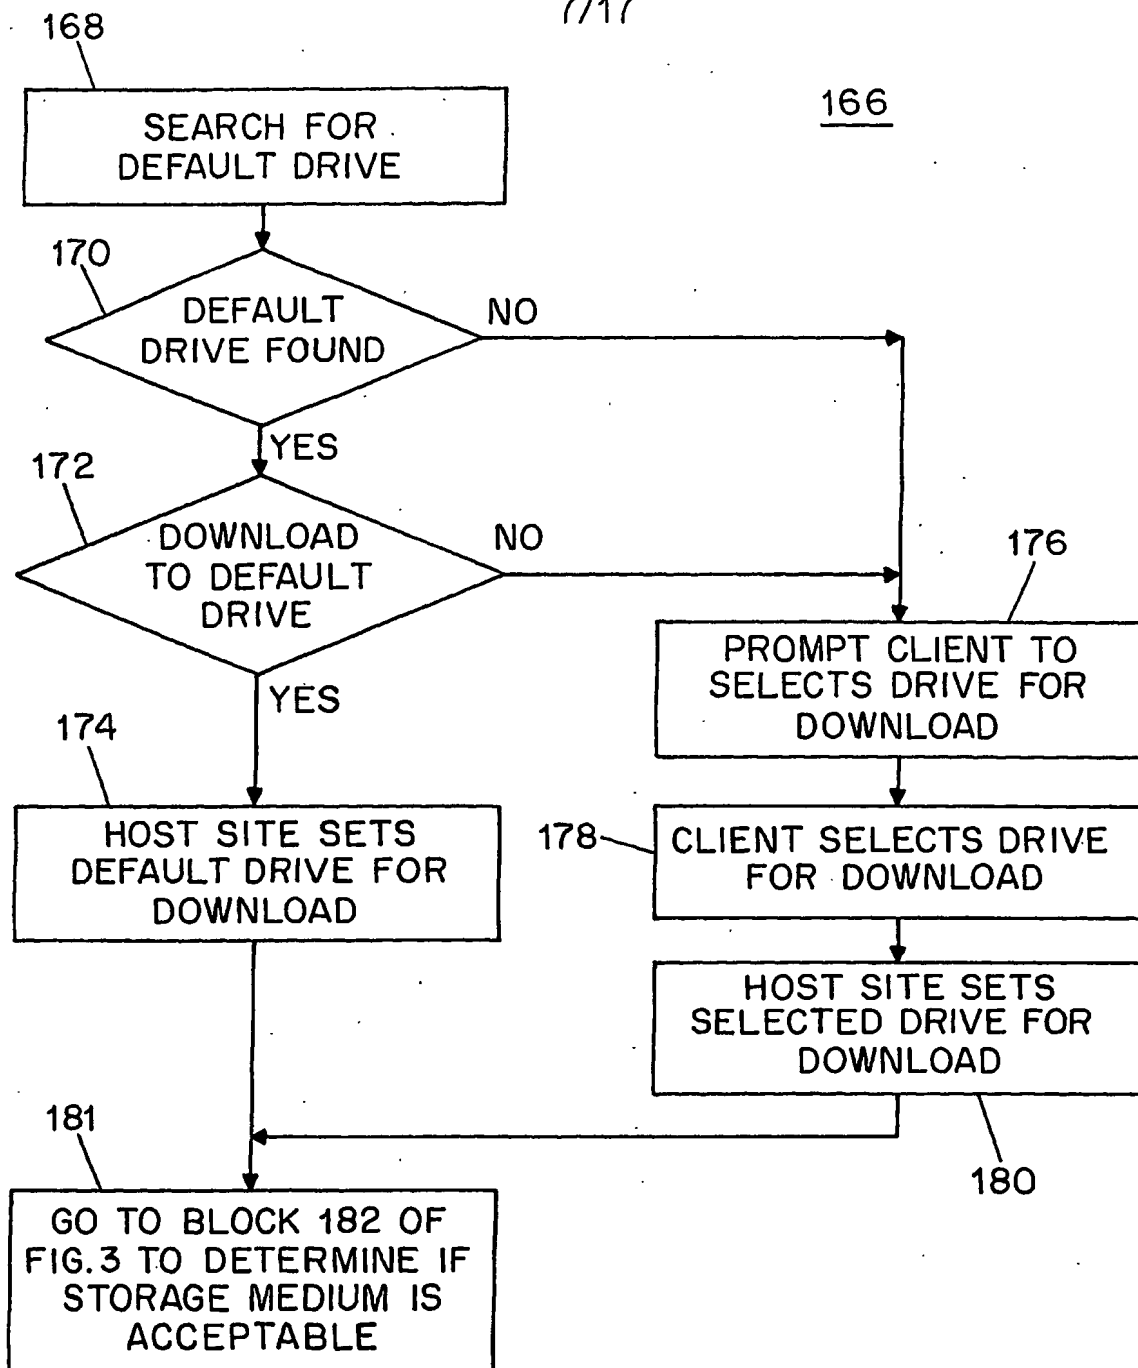 7/17
166
168
SEARCH FOR
DEFAULT DRIVE
170
DEFAULT
DRIVE FOUND
NO
YES
172
DOWNLOAD
TO DEFAULT
DRIVE
NO
YES
174
HOST SITE SETS
DEFAULT DRIVE FOR
DOWNLOAD
176
PROMPT CLIENT TO
SELECTS DRIVE FOR
DOWNLOAD
178
CLIENT SELECTS DRIVE
FOR DOWNLOAD
HOST SITE SETS
SELECTED DRIVE FOR
DOWNLOAD
180
181
GO TO BLOCK 182 OF
FIG.3 TO DETERMINE IF
STORAGE MEDIUM IS
ACCEPTABLE